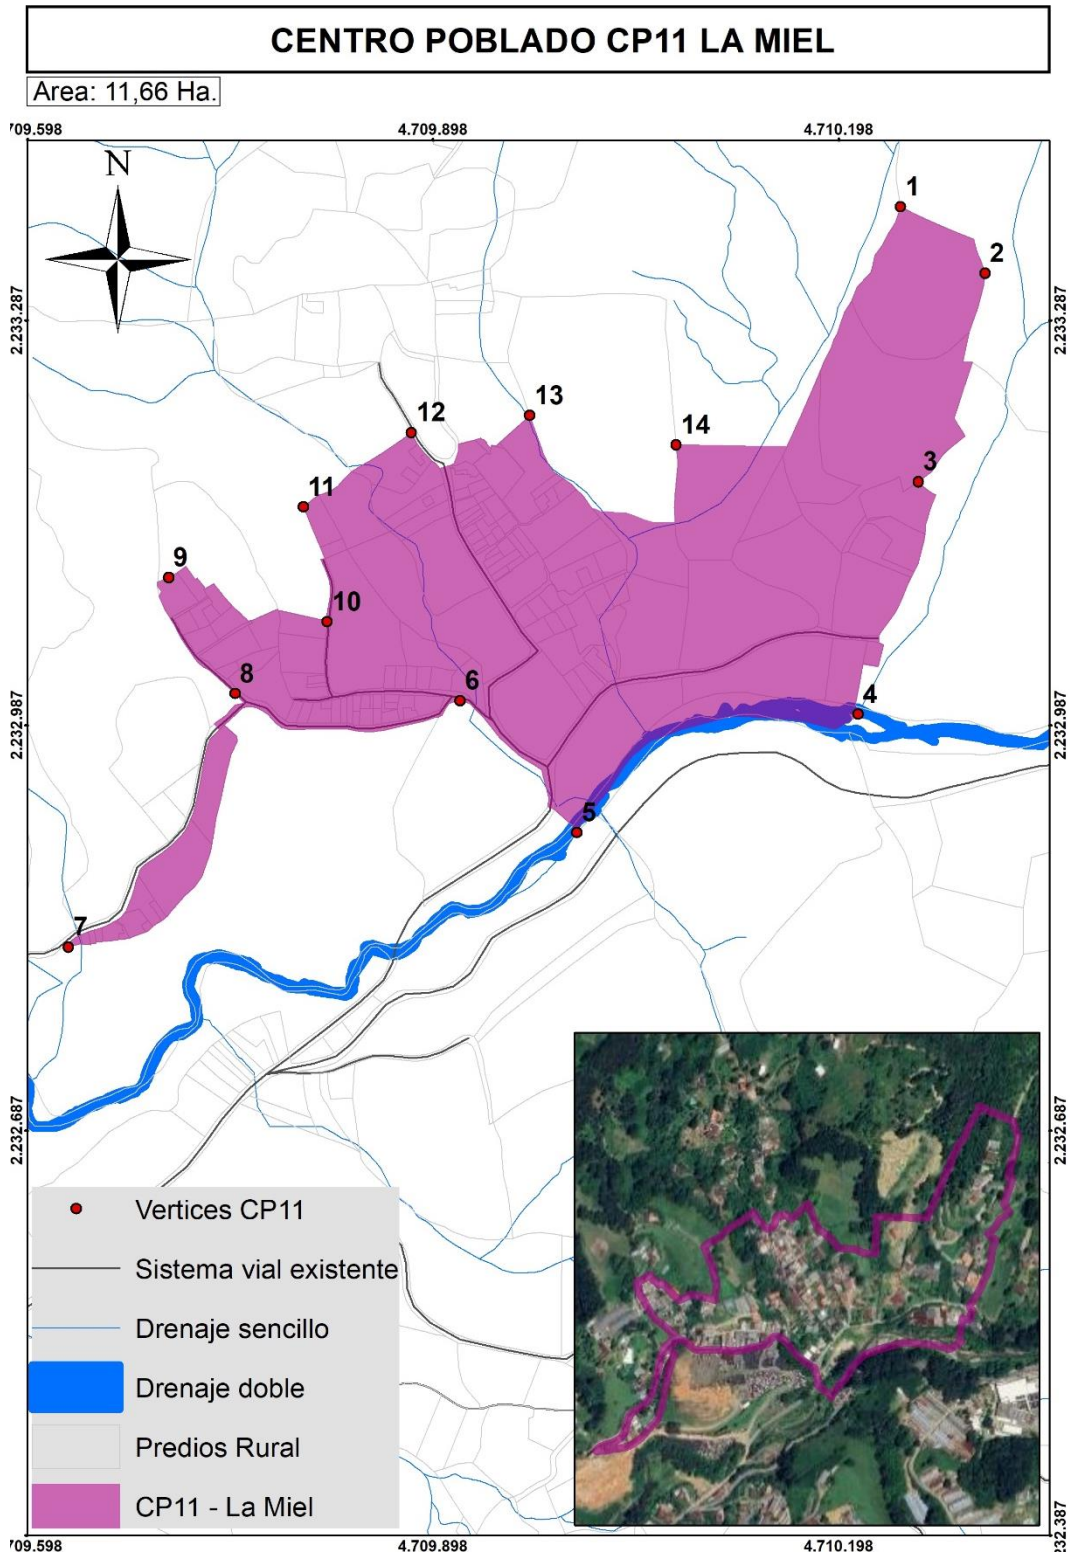 CENTRO POBLADO CP11 LA MIEL
Area: 11,66 Ha.
709.598 4.709.898 4.710.198
N
1
2
2.233.287 2.233.287
13
12
14
3
11
9
10
8
6
4
2.232.987 2.232.987
5
7
2.232.687 2.232.687
Vertices CP11
Sistema vial existente
Drenaje sencillo
Drenaje doble
Predios Rural
CP11 - La Miel
232.387
709.598 4.709.898 4.710.198